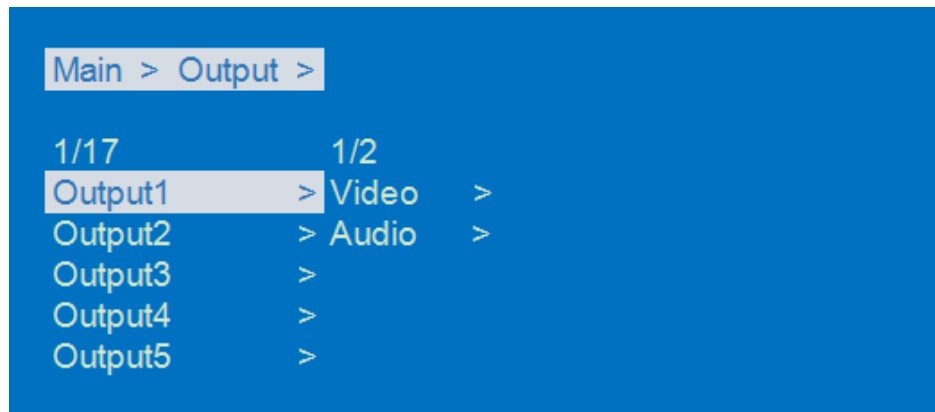 Main > Output >
1/17 1/2
Output1 > Video >
Output2 > Audio >
Output3 >
Output4 >
Output5 >